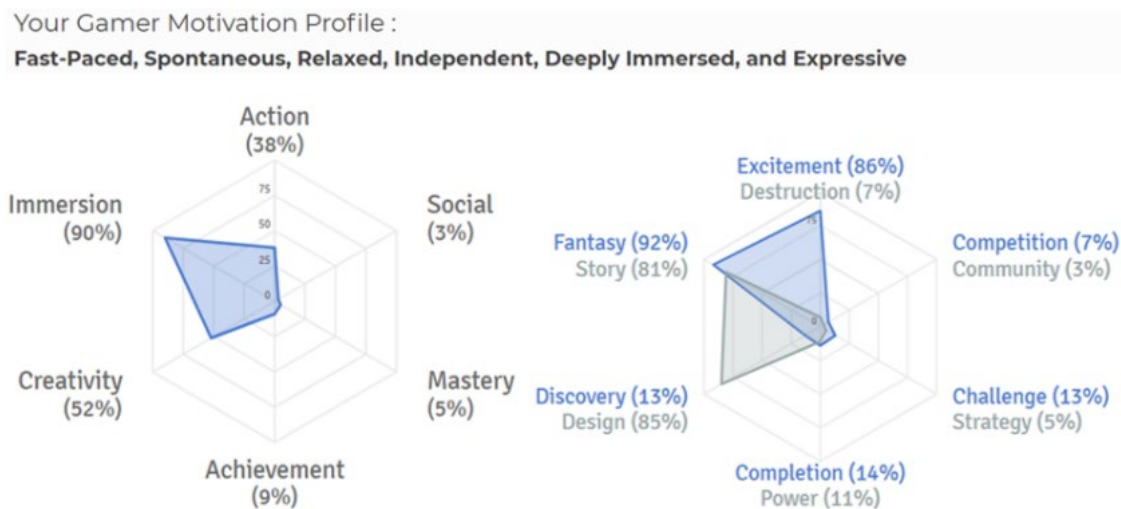 Your Gamer Motivation Profile :
Fast-Paced, Spontaneous, Relaxed, Independent, Deeply Immersed, and Expressive
Action
(38%)
Immersion
(90%)
Social
(3%)
75
50
25
0
Creativity
(52%)
Mastery
(5%)
Achievement
(9%)
Excitement (86%)
Destruction (7%)
75
Fantasy (92%)
Story (81%)
Competition (7%)
Community (3%)
0
Discovery (13%)
Design (85%)
Challenge (13%)
Strategy (5%)
Completion (14%)
Power (11%)